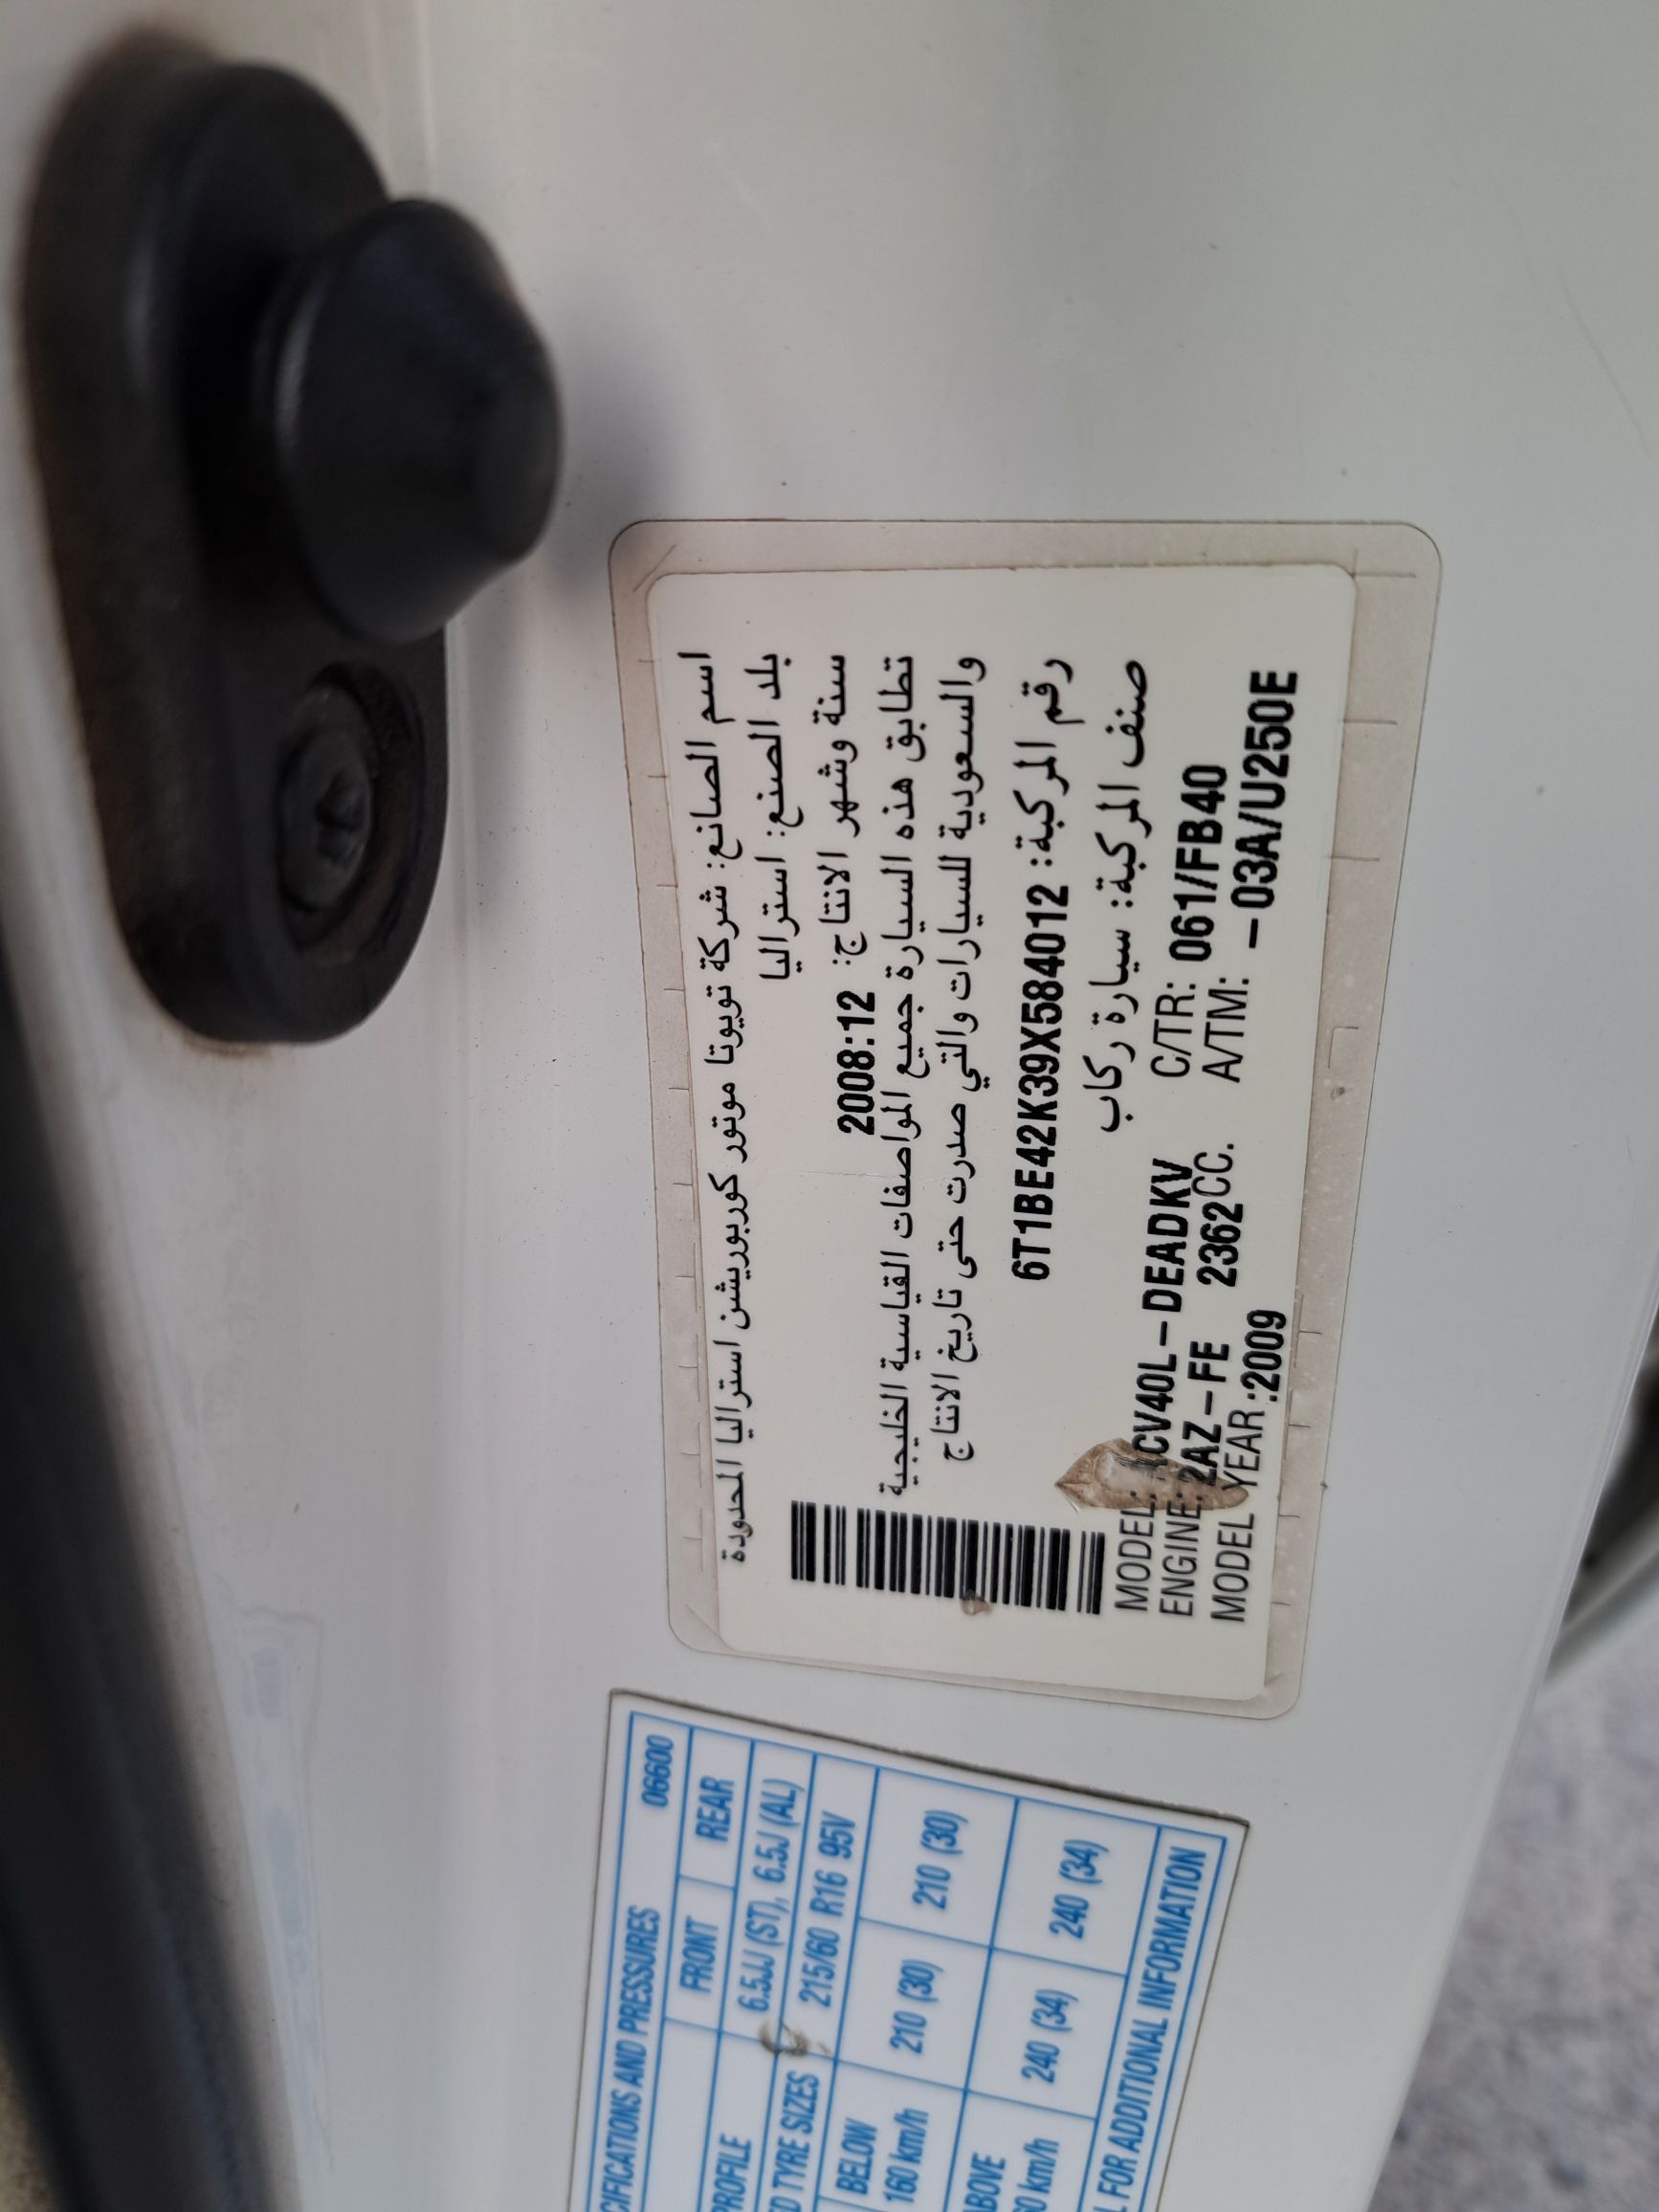 اسم الصانع: شركة تويوتا موتور كوربوريشن استراليا المحدودة
بلد الصنع: استراليا
سنة وشهر الانتاج: 2008:12
تطابق هذه السيارة جميع المواصفات القياسية الخليجية
والسعودية للسيارات والتي صدرت حتى تاريخ الانتاج
رقم المركبة: 6T1BE42K39X584012
صنف المركبة: سيارة ركاب
MODEL: ACV40L-DEADKV C/TR: 061/FB40
ENGINE: 2AZ-FE 2362CC. A/TM: -03A/U250E
MODEL YEAR :2009
CIFICATIONS AND PRESSURES 06600
FRONT REAR
PROFILE 6.5JJ (ST), 6.5J (AL)
D TYRE SIZES 215/60 R16 95V
BELOW
160 km/h 210 (30) 210 (30)
ABOVE
0 km/h 240 (34) 240 (34)
L FOR ADDITIONAL INFORMATION